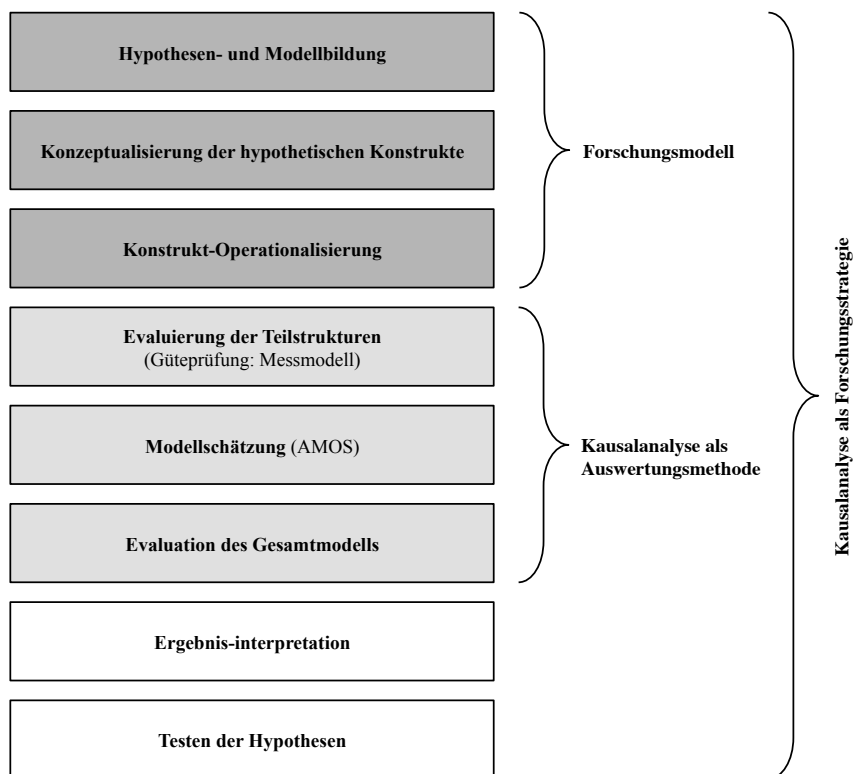 Hypothesen- und Modellbildung
Konzeptualisierung der hypothetischen Konstrukte
Forschungsmodell
Konstrukt-Operationalisierung
Evaluierung der Teilstrukturen
(Güteprüfung: Messmodell)
Modellschätzung (AMOS)
Kausalanalyse als
Auswertungsmethode
Evaluation des Gesamtmodells
Ergebnis-interpretation
Testen der Hypothesen
Kausalanalyse als Forschungsstrategie